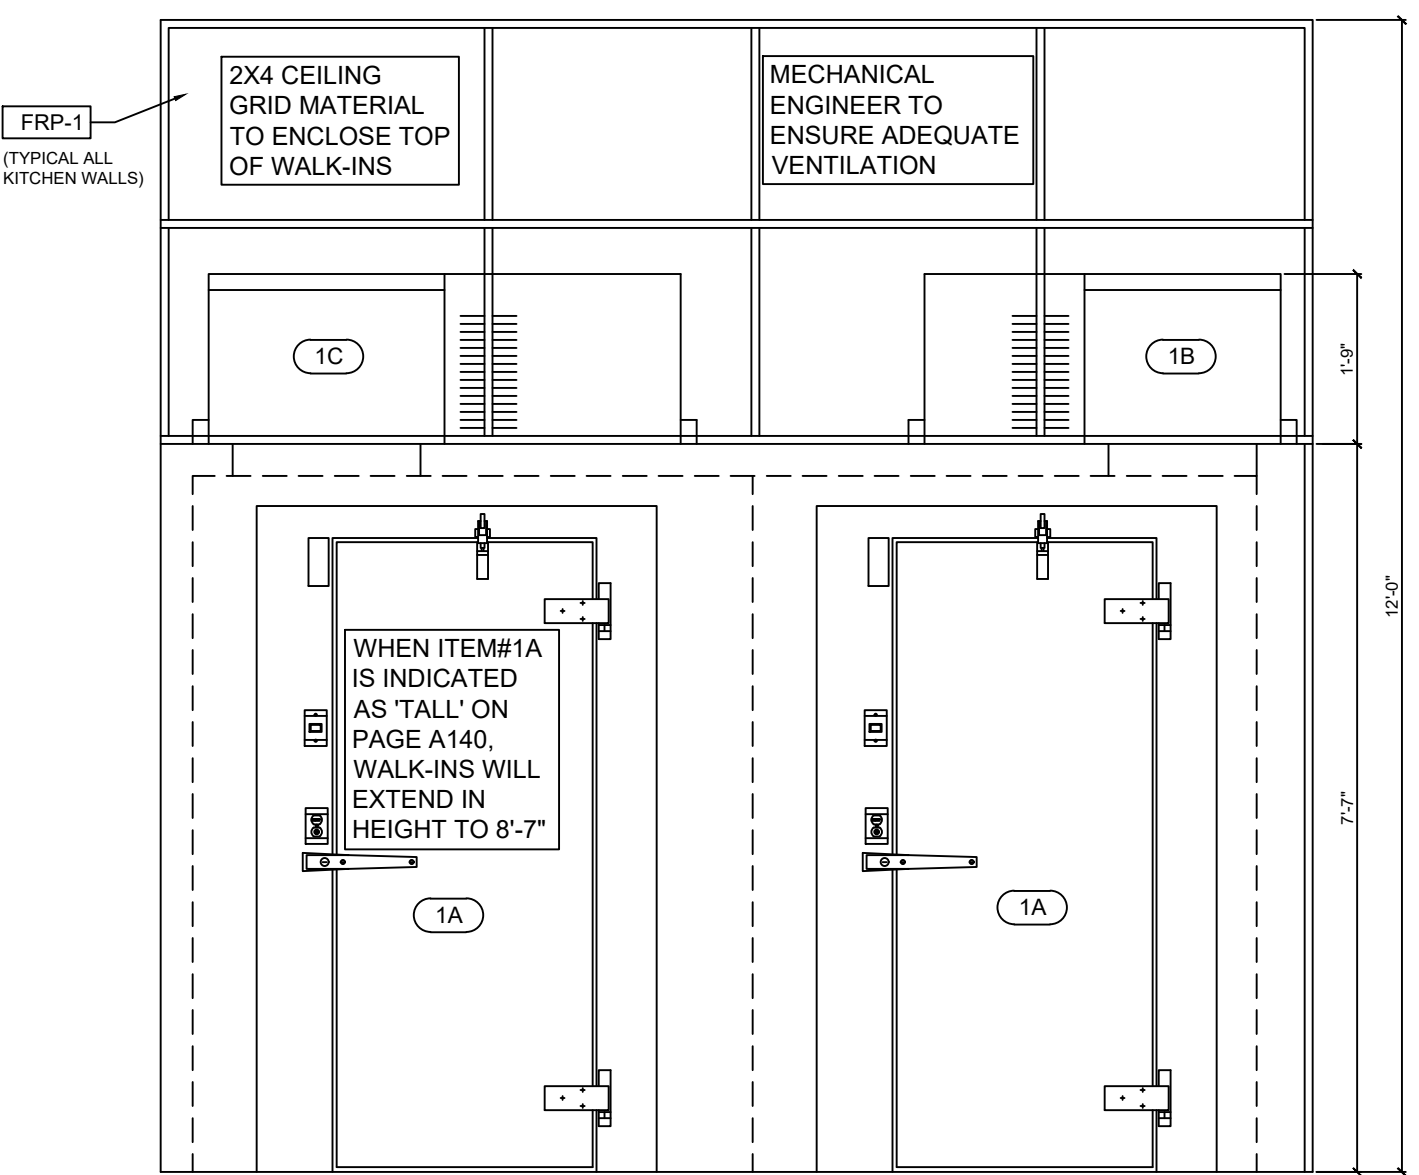 2X4 CEILING
GRID MATERIAL
TO ENCLOSE TOP
OF WALK-INS
MECHANICAL
ENGINEER TO
ENSURE ADEQUATE
VENTILATION
FRP-1
(TYPICAL ALL
KITCHEN WALLS)
1C
1B
1'-9"
12'-0"
WHEN ITEM#1A
IS INDICATED
AS 'TALL' ON
PAGE A140,
WALK-INS WILL
EXTEND IN
HEIGHT TO 8'-7"
7'-7"
1A
1A